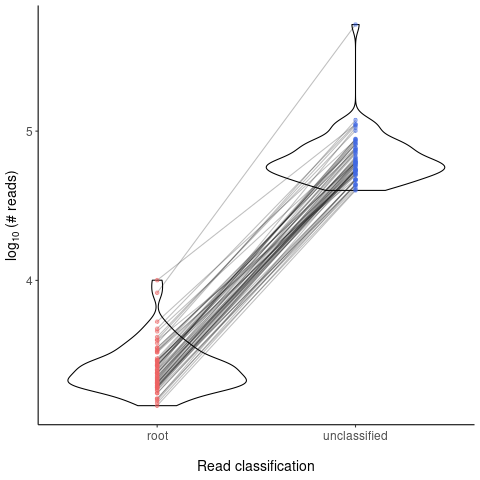 5
4
log₁₀ (# reads)
root unclassified
Read classification